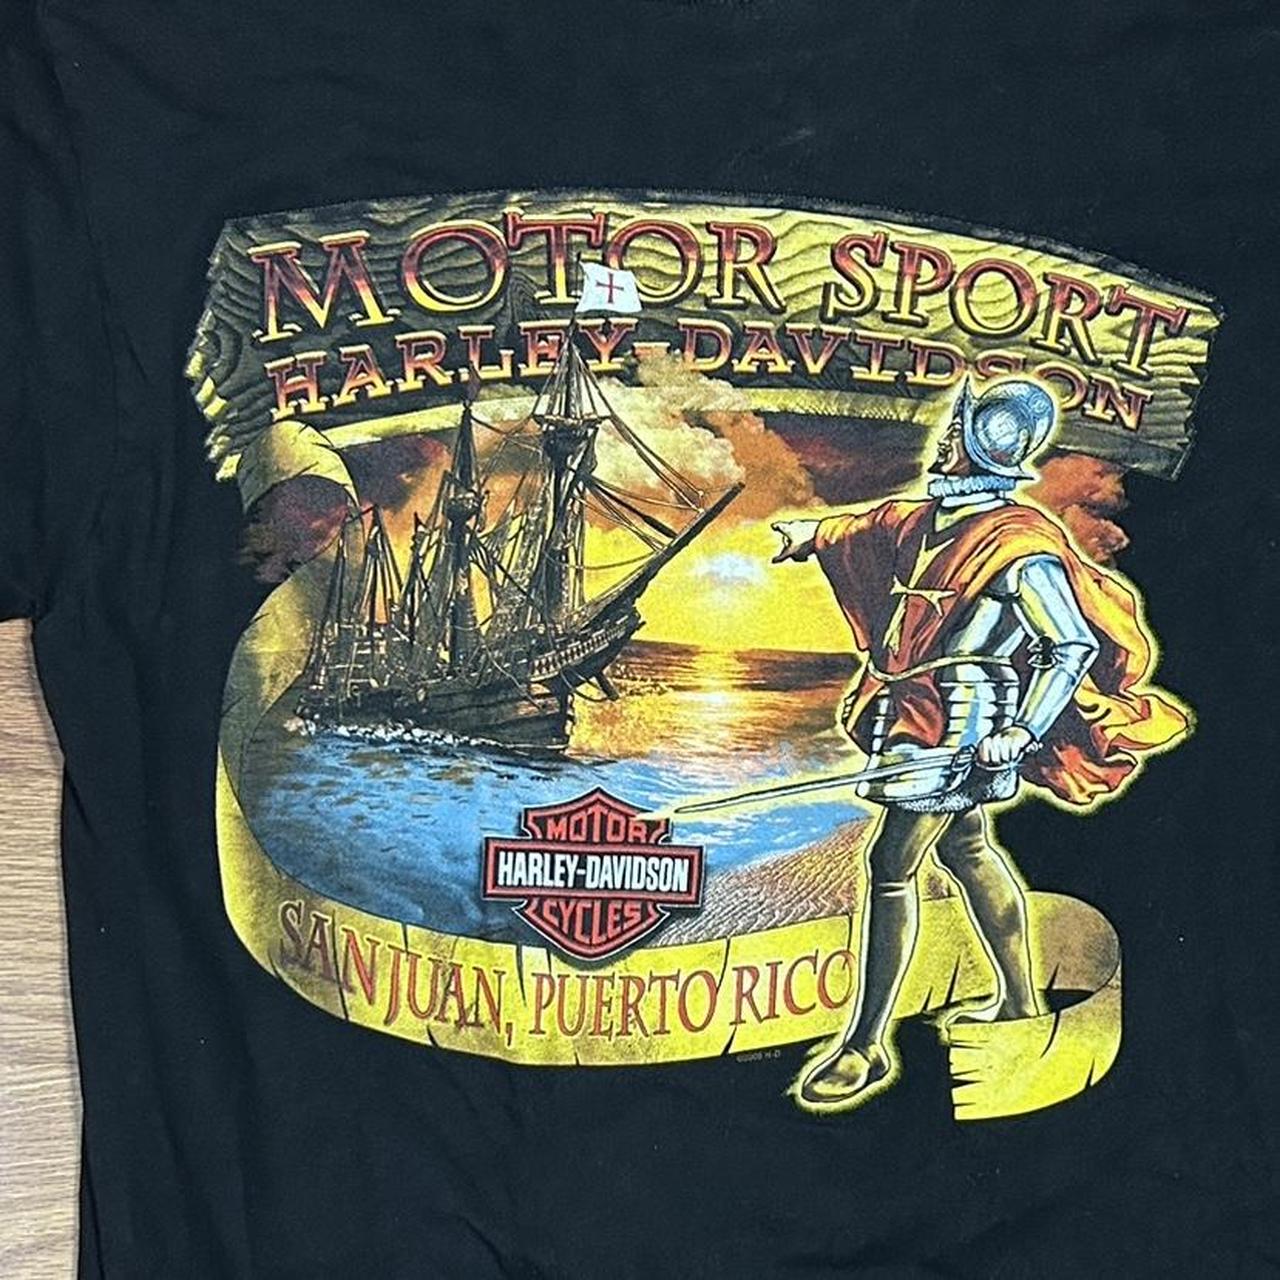 MOTOR SPORT
HARLEY-DAVIDSON
MOTOR
HARLEY-DAVIDSON
CYCLES
SAN JUAN, PUERTO RICO